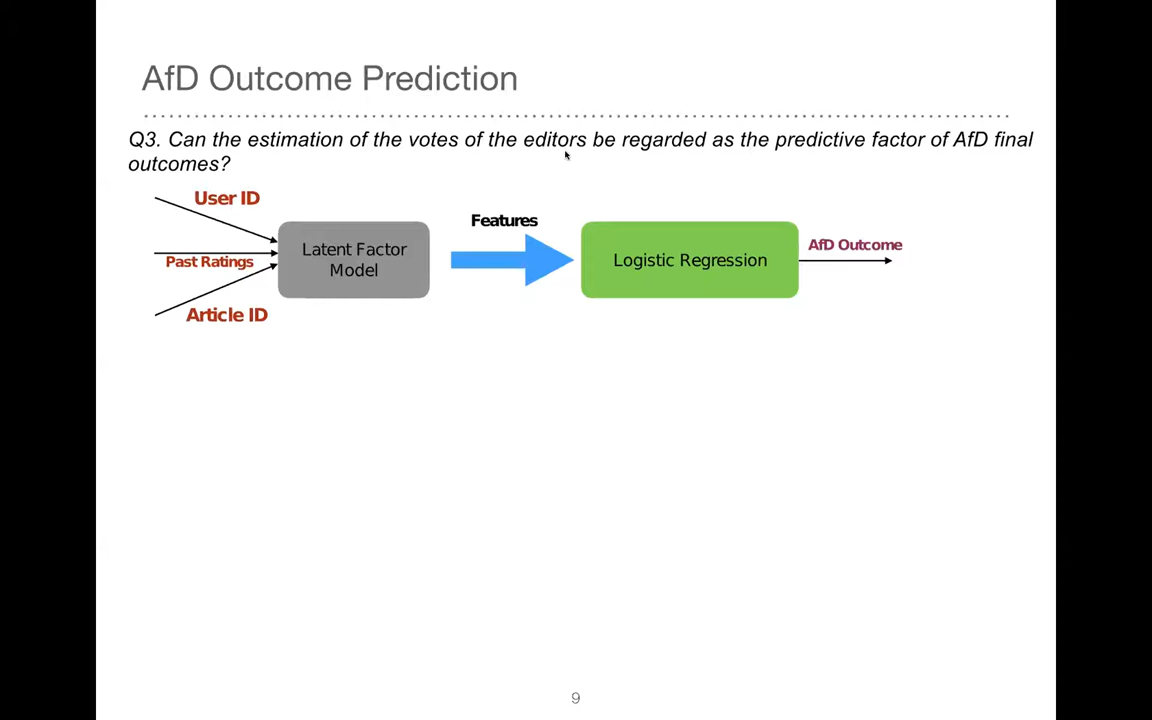 AfD Outcome Prediction
Q3. Can the estimation of the votes of the editors be regarded as the predictive factor of AfD final
outcomes?
User ID
Past Ratings
Article ID
Latent Factor
Model
Features
Logistic Regression
AfD Outcome
9